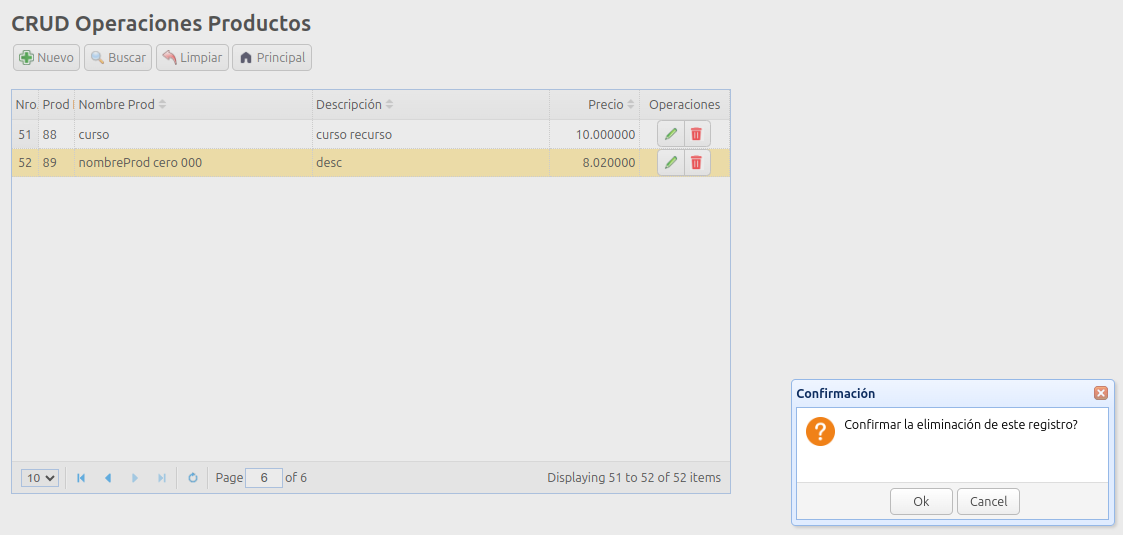 CRUD Operaciones Productos
Nuevo Buscar Limpiar Principal
Nro. Prod Nombre Prod Descripción Precio Operaciones
51 88 curso curso recurso 10.000000
52 89 nombreProd cero 000 desc 8.020000
Confirmación
Confirmar la eliminación de este registro?
Ok Cancel
10 Page 6 of 6 Displaying 51 to 52 of 52 items